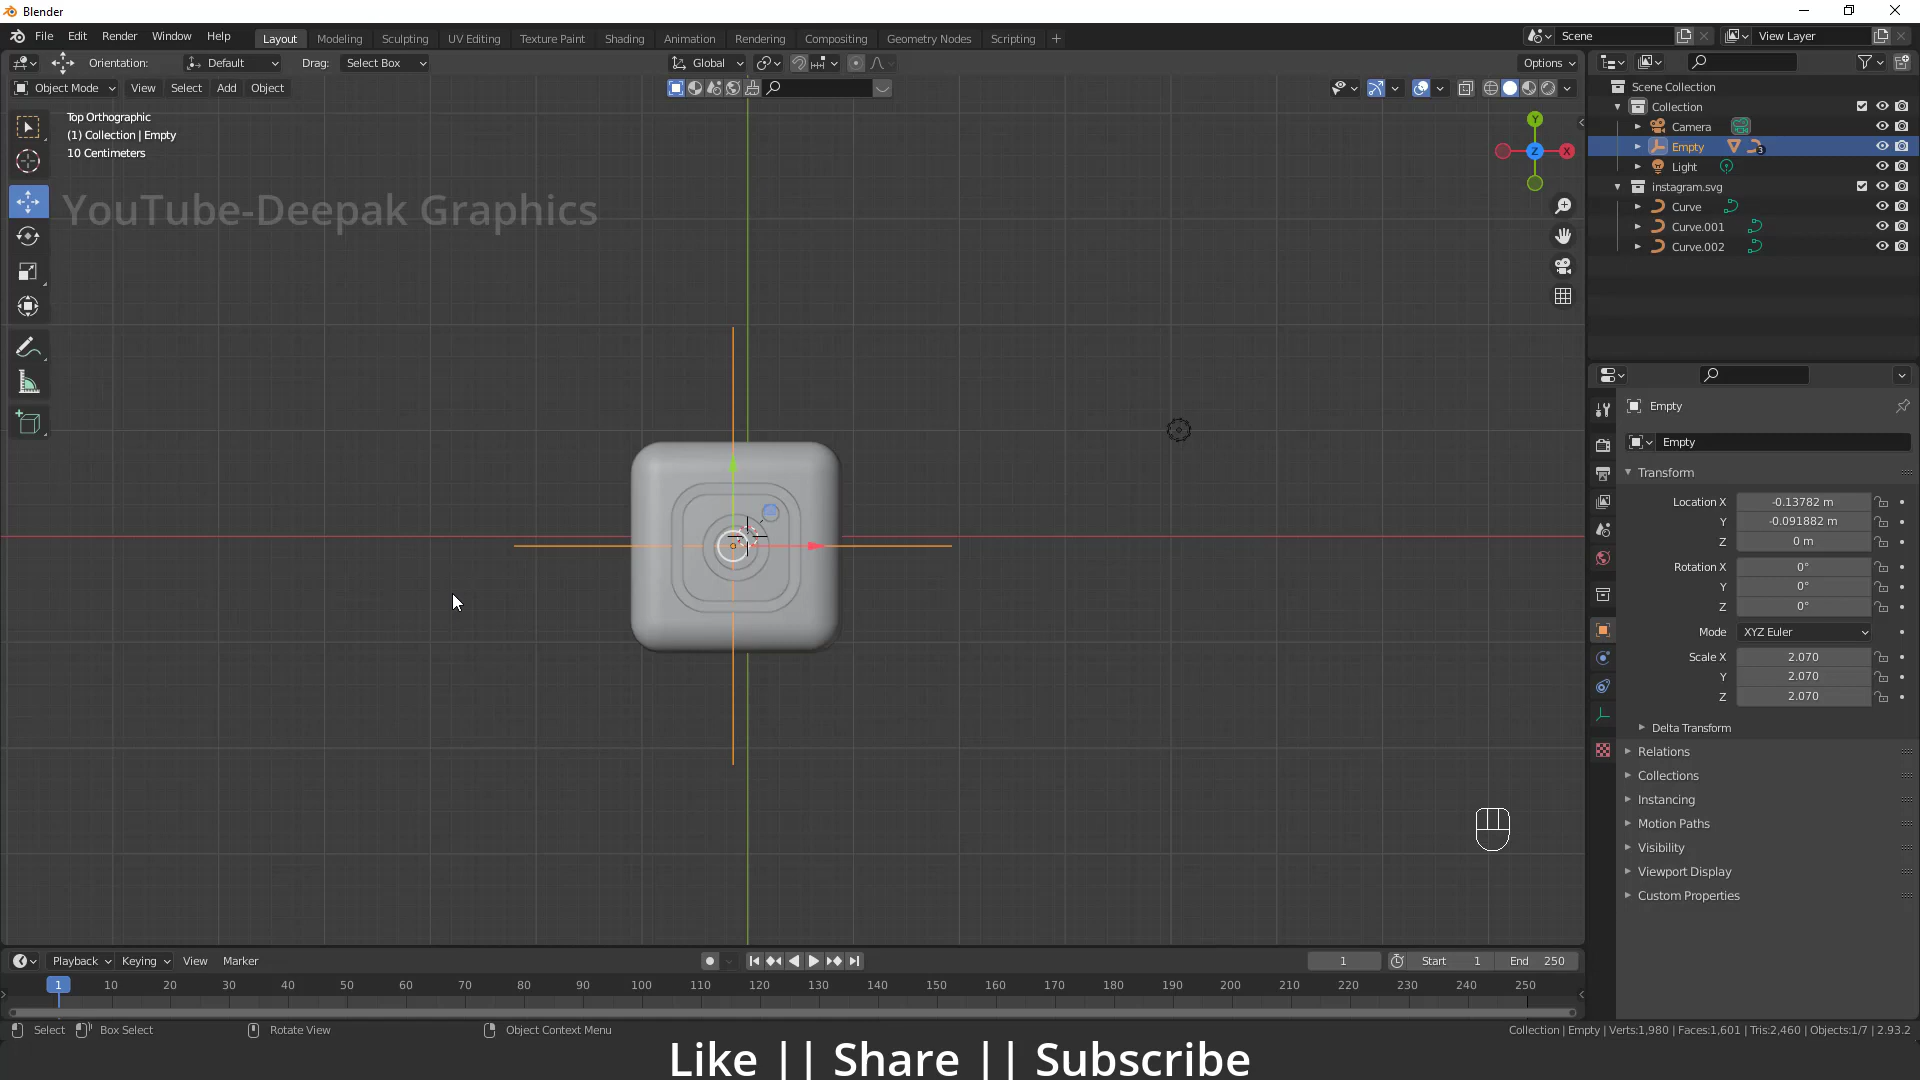 Blender
File Edit Render Window Help
Layout Modeling Sculpting UV Editing Texture Paint Shading Animation Rendering Compositing Geometry Nodes Scripting +
Scene View Layer
Orientation: Default Drag: Select Box Global Options
Object Mode View Select Add Object
Top Orthographic
(1) Collection | Empty
10 Centimeters
YouTube-Deepak Graphics
Y
Z
X
Scene Collection
Collection
Camera
Empty 3
Light
instagram.svg
Curve
Curve.001
Curve.002
Empty
Empty
Transform
Location X -0.13782 m
Y -0.091882 m
Z 0 m
Rotation X 0°
Y 0°
Z 0°
Mode XYZ Euler
Scale X 2.070
Y 2.070
Z 2.070
Delta Transform
Relations
Collections
Instancing
Motion Paths
Visibility
Viewport Display
Custom Properties
Playback Keying View Marker 1 Start 1 End 250
1 10 20 30 40 50 60 70 80 90 100 110 120 130 140 150 160 170 180 190 200 210 220 230 240 250
Select Box Select Rotate View Object Context Menu Collection | Empty | Verts:1,980 | Faces:1,601 | Tris:2,460 | Objects:1/7 | 2.93.2
Like || Share || Subscribe